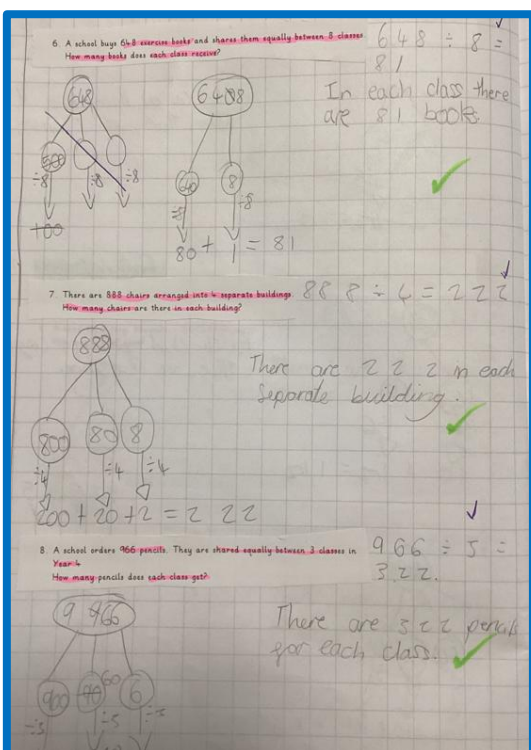 6. A school buys 648 exercise books and shares them equally between 8 classes.
How many books does each class receive?
648 ÷ 8 =
81
In each class there
are 81 books
648
÷8 ÷8 ÷8
648
8
÷8 ÷8
80 + 1 = 81
7. There are 888 chairs arranged into 4 separate buildings.
How many chairs are there in each building?
888 ÷ 4 = 222
888
800 80 8
÷4 ÷4 ÷4
200 + 20 + 2 = 222
There are 222 in each
separate building.
8. A school orders 966 pencils. They are shared equally between 3 classes in
Year 4.
How many pencils does each class get?
966 ÷ 3 =
322.
There are 322 pencils
for each class.
900 60 6
÷3 ÷3 ÷3